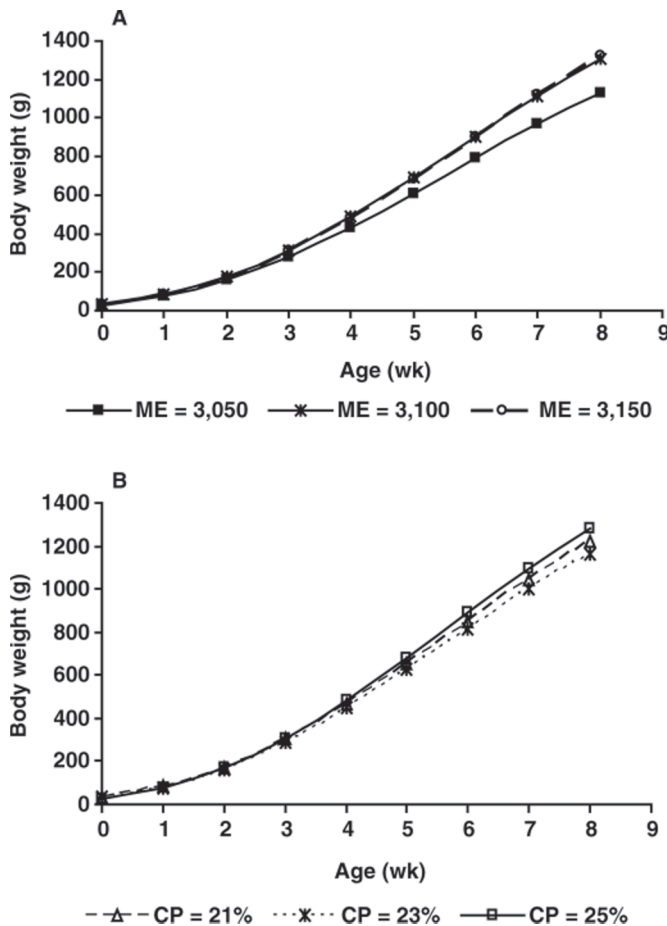 A
1400
1200
1000
800
600
400
200
0
Body weight (g)
0 1 2 3 4 5 6 7 8 9
Age (wk)
ME = 3,050 ME = 3,100 ME = 3,150
B
1400
1200
1000
800
600
400
200
0
Body weight (g)
0 1 2 3 4 5 6 7 8 9
Age (wk)
CP = 21% CP = 23% CP = 25%